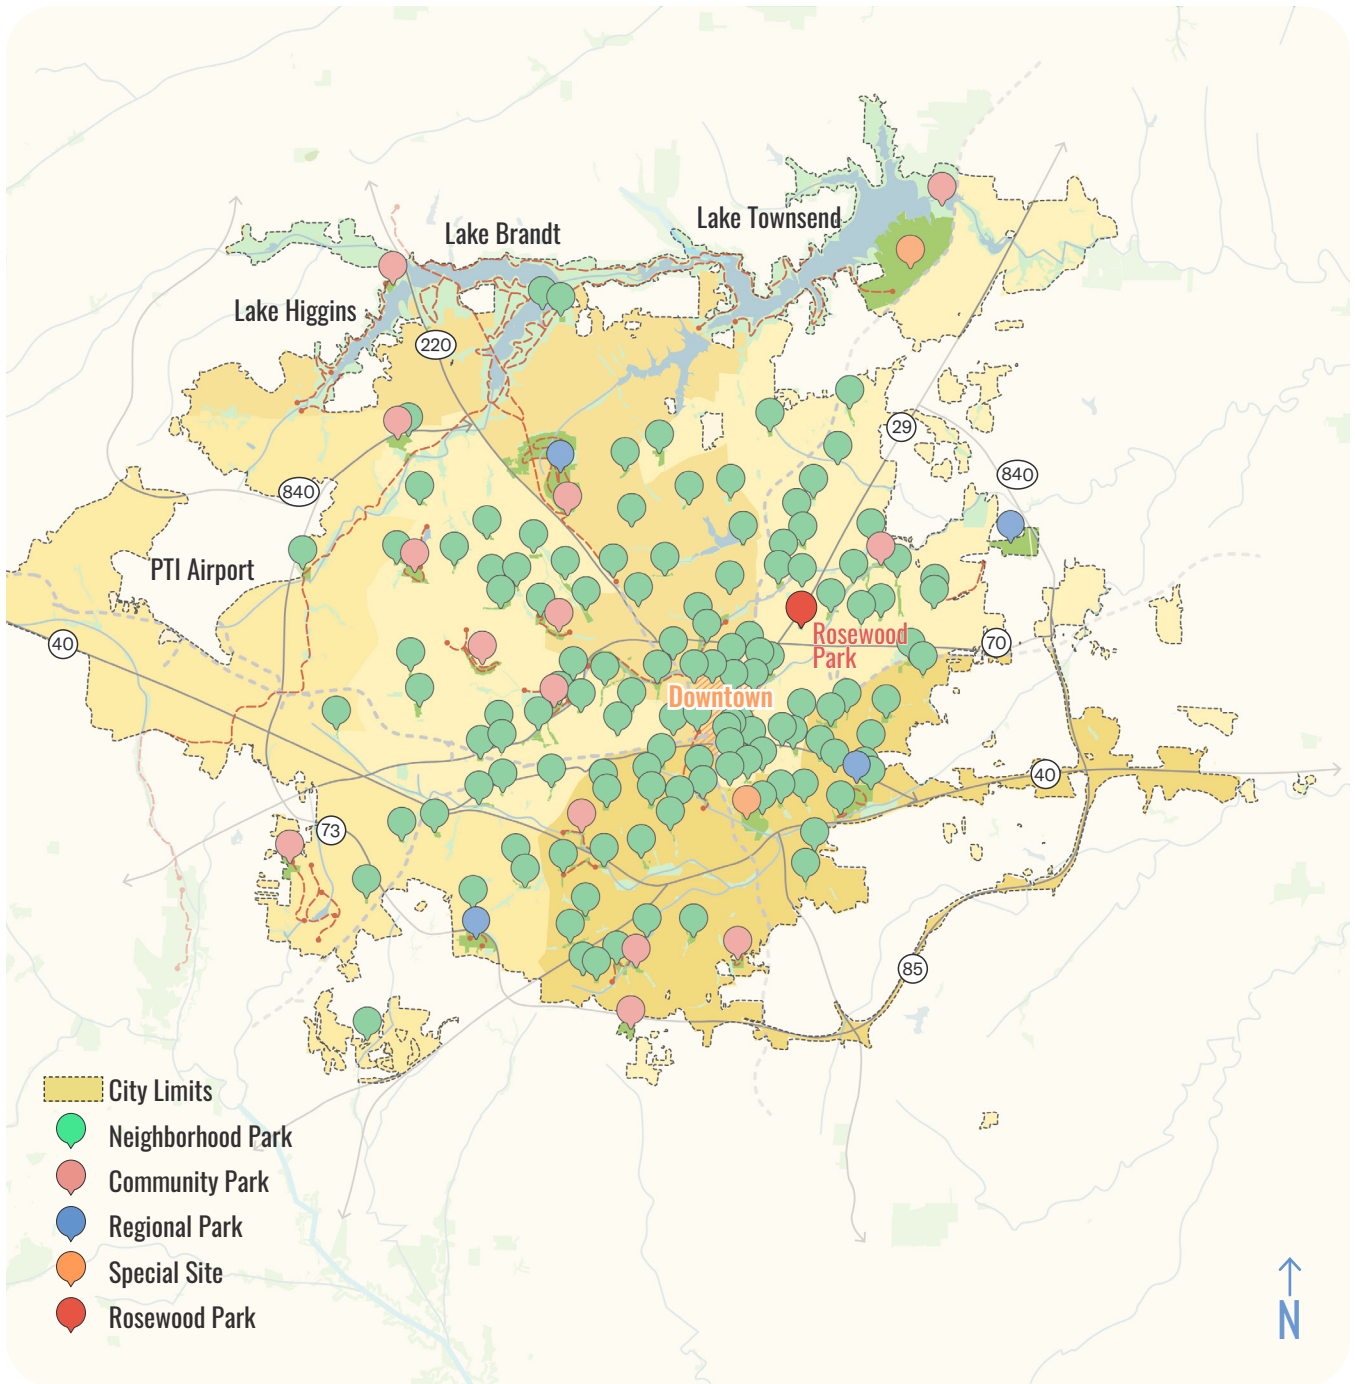 Lake Townsend
Lake Brandt
Lake Higgins
220
29
840
840
PTI Airport
Rosewood
Park
40
70
Downtown
40
73
85
City Limits
Neighborhood Park
Community Park
Regional Park
Special Site
Rosewood Park
N